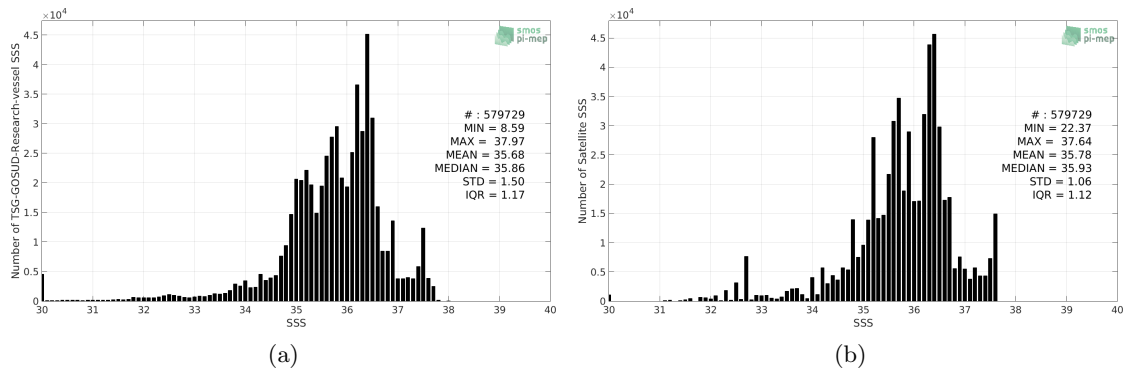 ×10⁴
5
4.5
4
3.5
3
2.5
2
1.5
1
0.5
0
Number of TSG-GOSUD-Research-vessel SSS
smos
pi-mep
# : 579729
MIN = 8.59
MAX = 37.97
MEAN = 35.68
MEDIAN = 35.86
STD = 1.50
IQR = 1.17
30 31 32 33 34 35 36 37 38 39 40
SSS
(a)
×10⁴
4.5
4
3.5
3
2.5
2
1.5
1
0.5
0
Number of Satellite SSS
smos
pi-mep
# : 579729
MIN = 22.37
MAX = 37.64
MEAN = 35.78
MEDIAN = 35.93
STD = 1.06
IQR = 1.12
30 31 32 33 34 35 36 37 38 39 40
SSS
(b)